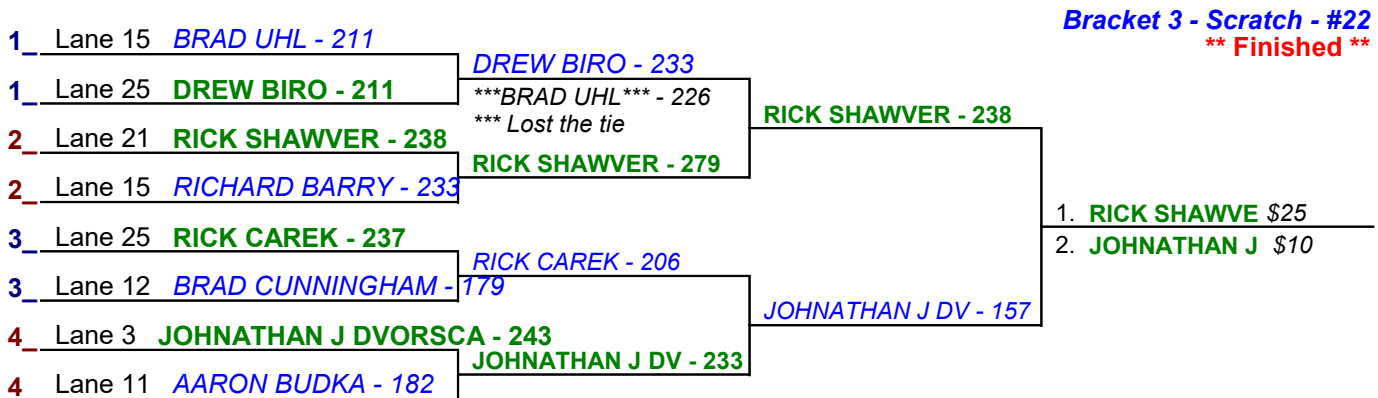 Bracket 3 - Scratch - #22
** Finished **
1_ Lane 15 BRAD UHL - 211
DREW BIRO - 233
1_ Lane 25 DREW BIRO - 211
***BRAD UHL*** - 226
*** Lost the tie
RICK SHAWVER - 238
2_ Lane 21 RICK SHAWVER - 238
RICK SHAWVER - 279
2_ Lane 15 RICHARD BARRY - 233
1. RICK SHAWVE $25
3_ Lane 25 RICK CAREK - 237
2. JOHNATHAN J $10
RICK CAREK - 206
3_ Lane 12 BRAD CUNNINGHAM - 179
JOHNATHAN J DV - 157
4_ Lane 3 JOHNATHAN J DVORSCA - 243
JOHNATHAN J DV - 233
4 Lane 11 AARON BUDKA - 182